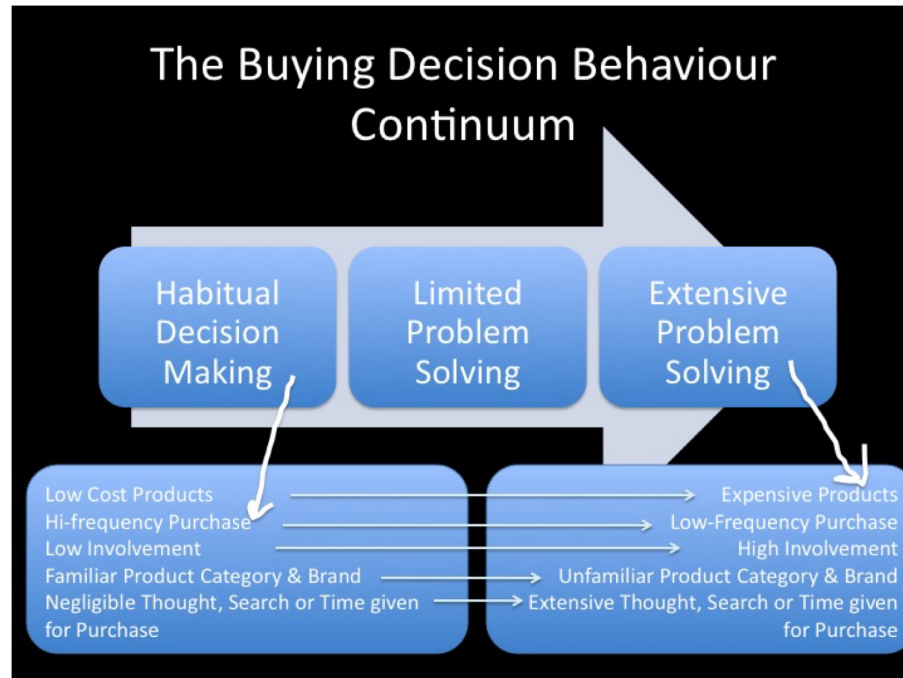 The Buying Decision Behaviour
Continuum
Habitual
Decision
Making
Limited
Problem
Solving
Extensive
Problem
Solving
Low Cost Products
Hi-frequency Purchase
Low Involvement
Familiar Product Category & Brand
Negligible Thought, Search or Time given
for Purchase
Expensive Products
Low-Frequency Purchase
High Involvement
Unfamiliar Product Category & Brand
Extensive Thought, Search or Time given
for Purchase